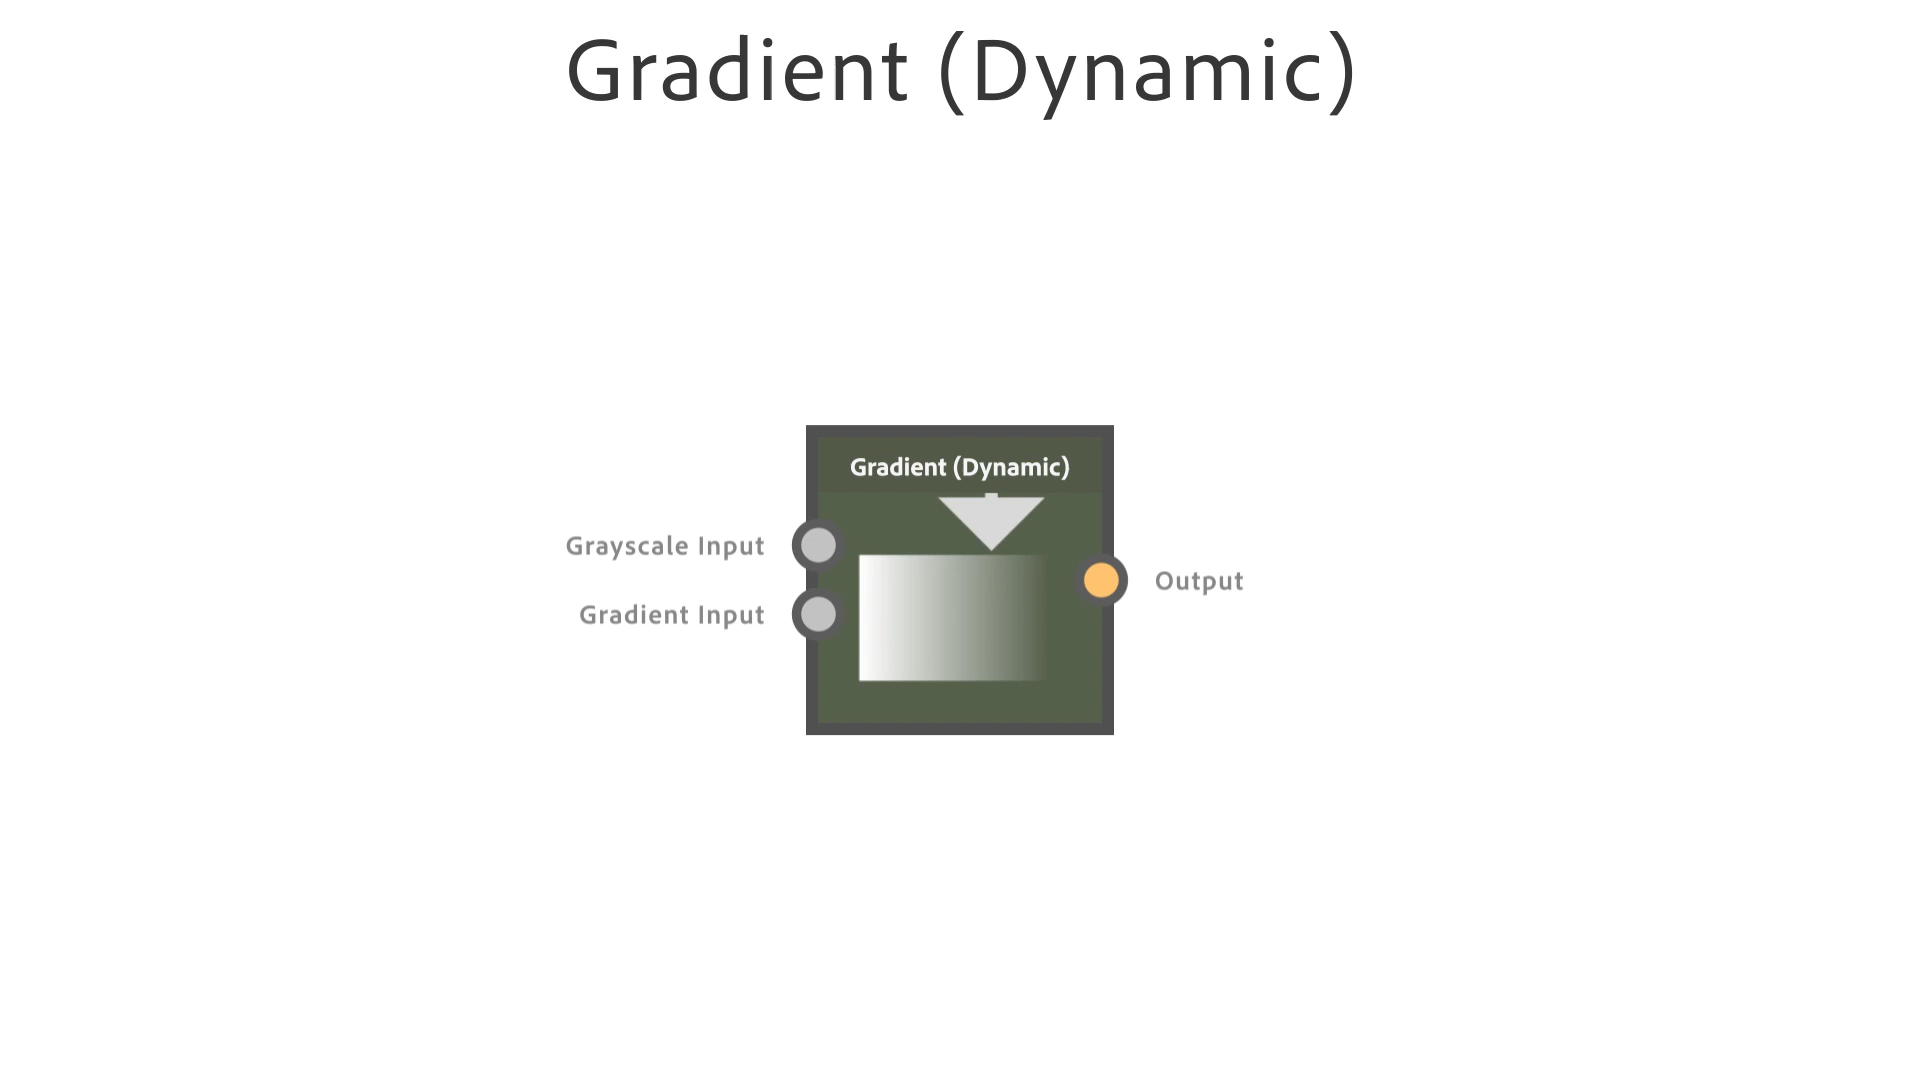 Gradient (Dynamic)
Gradient (Dynamic)
Grayscale Input
Output
Gradient Input